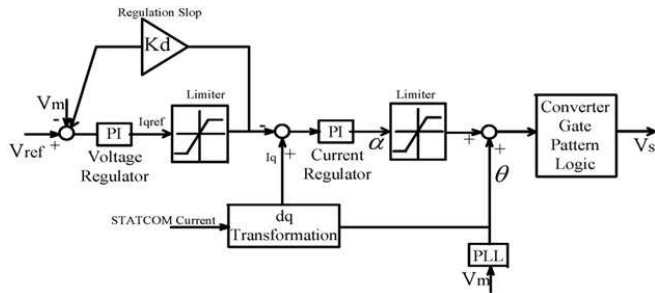 Regulation Slop
Kd
Vm
-
Vref
+
PI
Voltage
Regulator
Iqref
Limiter
-
Iq
+
PI
Current
Regulator
α
Limiter
+
+
θ
Converter
Gate
Pattern
Logic
Vs
STATCOM Current
dq
Transformation
PLL
Vm